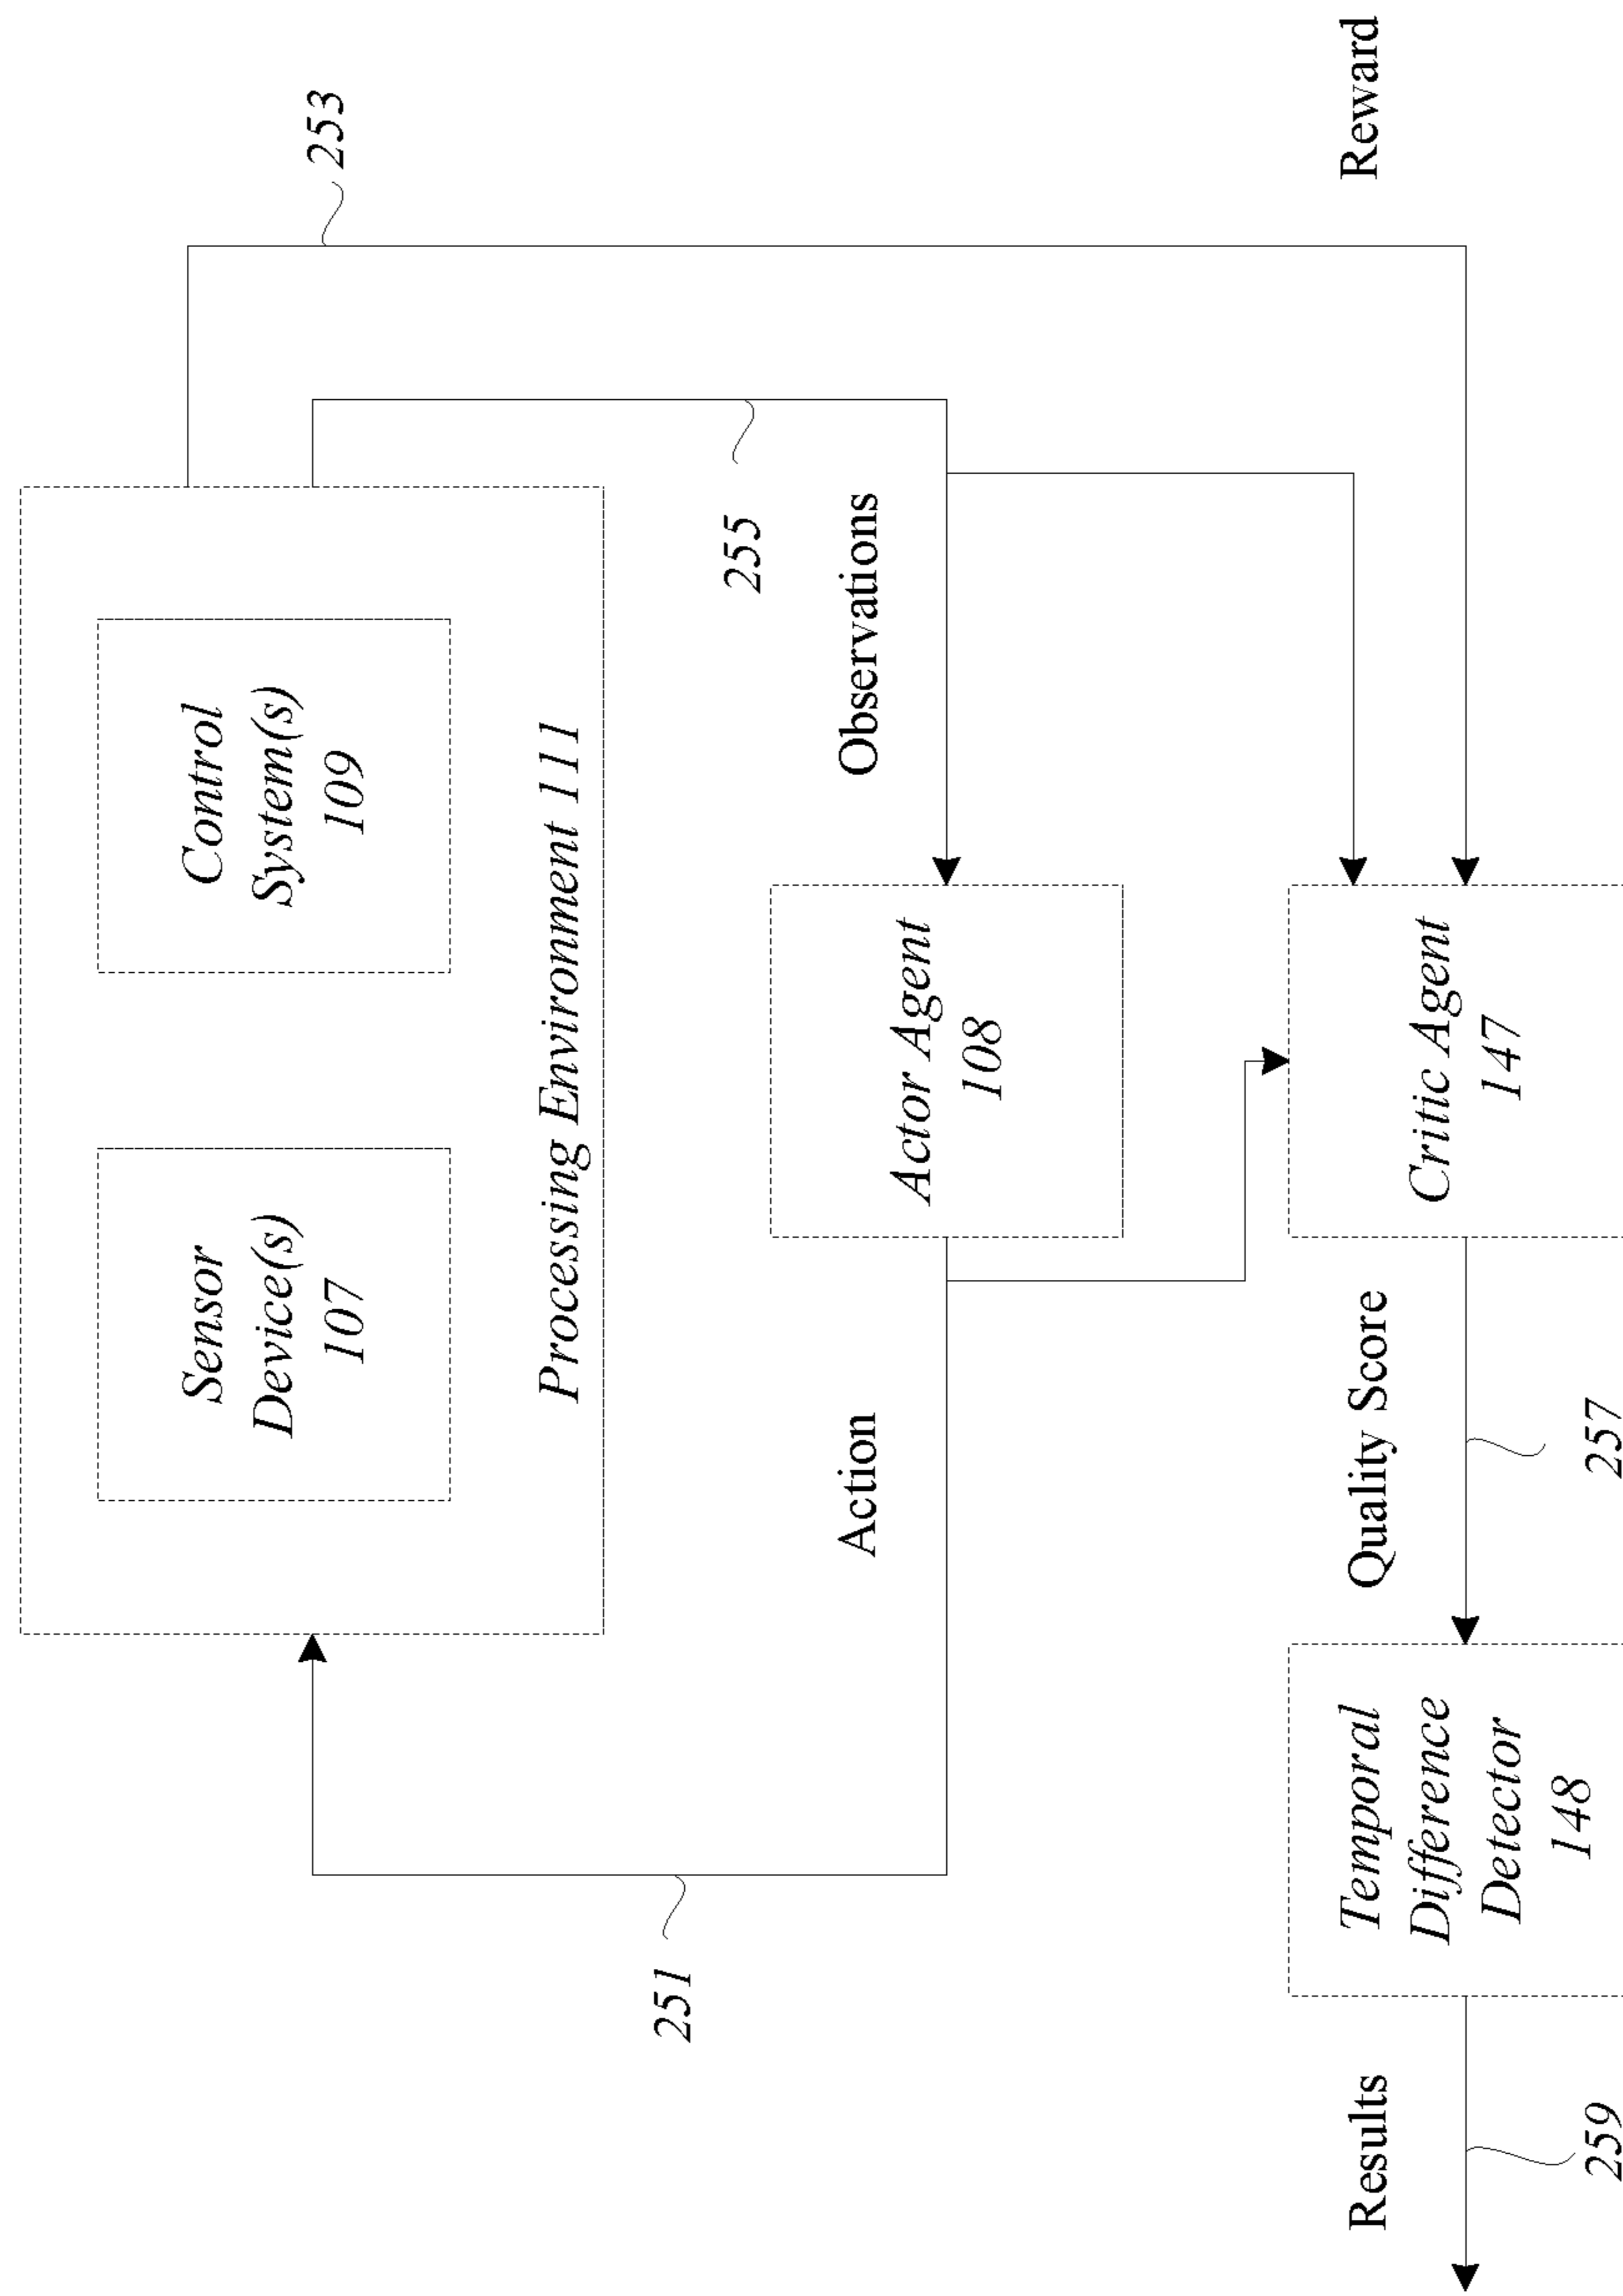 Sensor
Device(s)
107
Control
System(s)
109
Processing Environment 111
253
251
255
Action
Observations
Actor Agent
108
Reward
Results
Quality Score
259
257
Temporal
Difference
Detector
148
Critic Agent
147